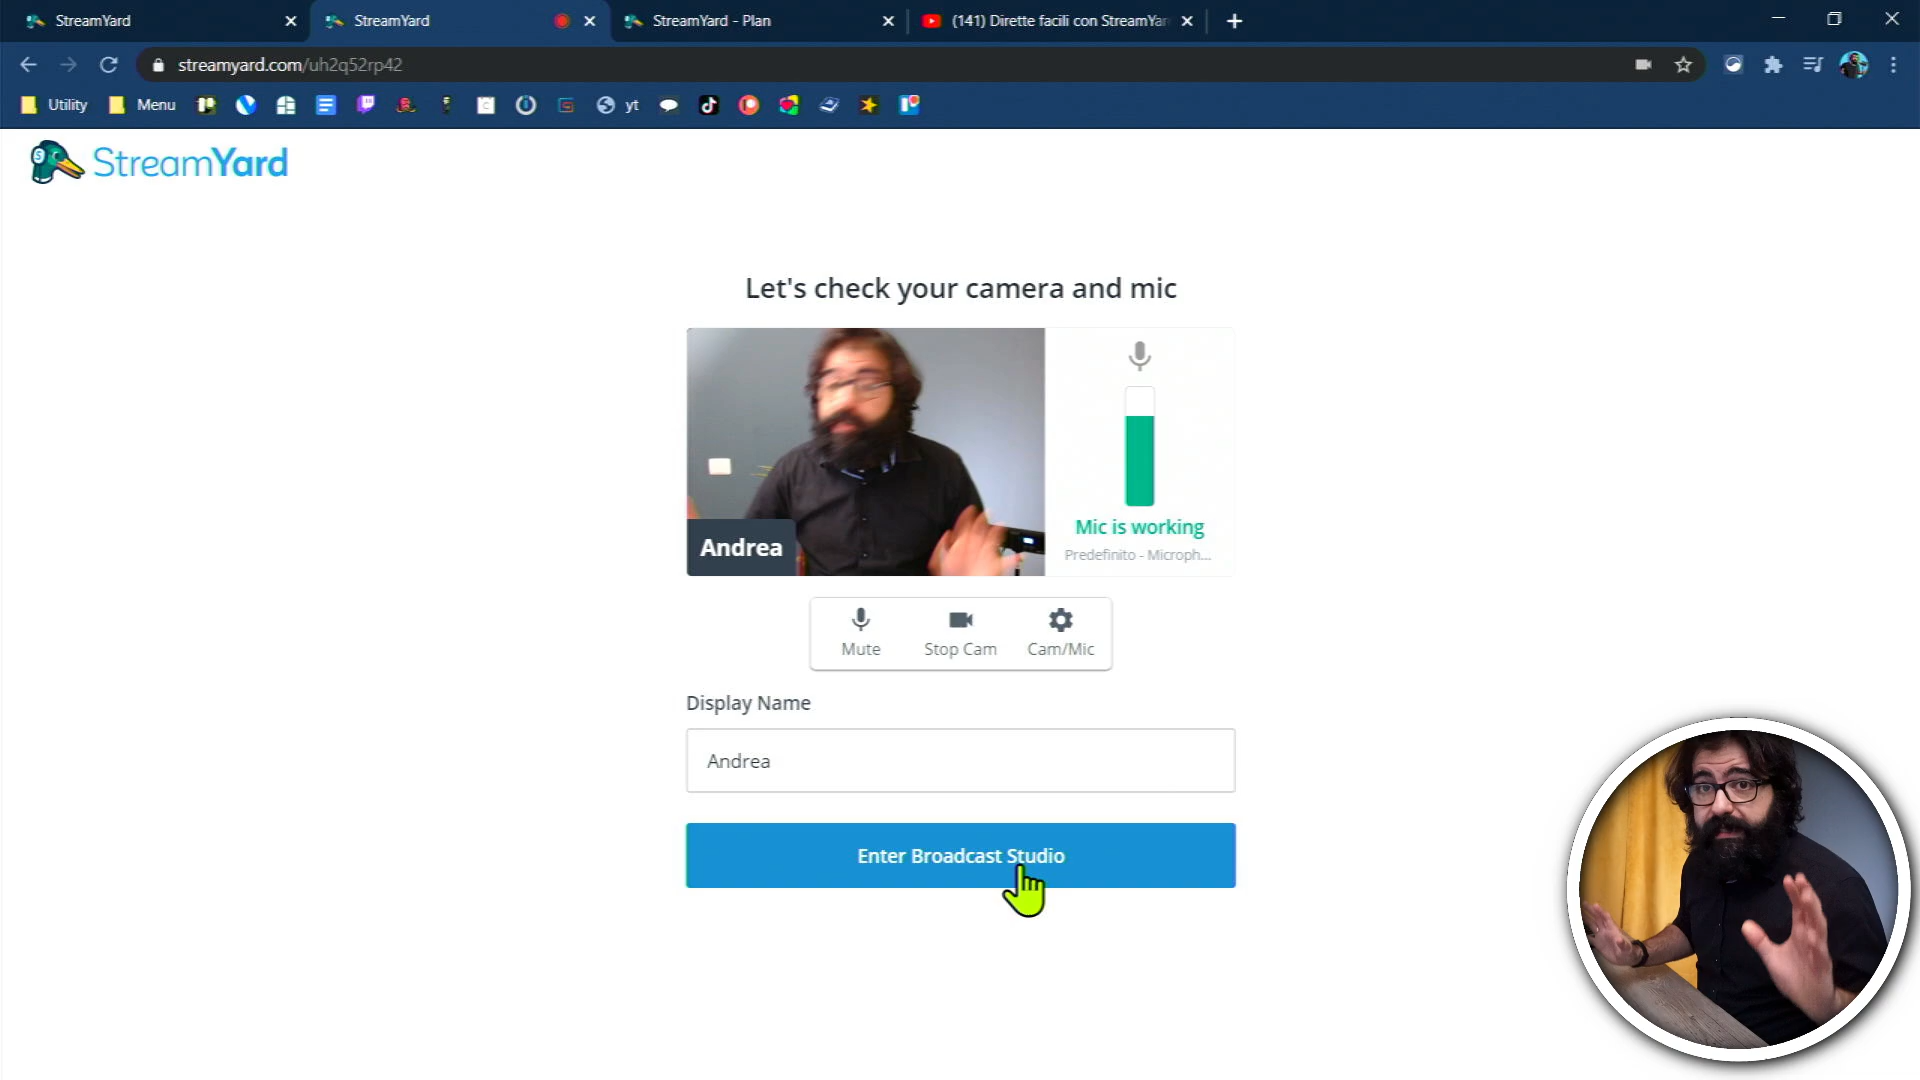 StreamYard
StreamYard
StreamYard - Plan
(141) Dirette facili con StreamYar
streamyard.com/uh2q52rp42
Utility
Menu
yt
StreamYard
Let's check your camera and mic
Andrea
Mic is working
Predefinito - Microph...
Mute
Stop Cam
Cam/Mic
Display Name
Andrea
Enter Broadcast Studio